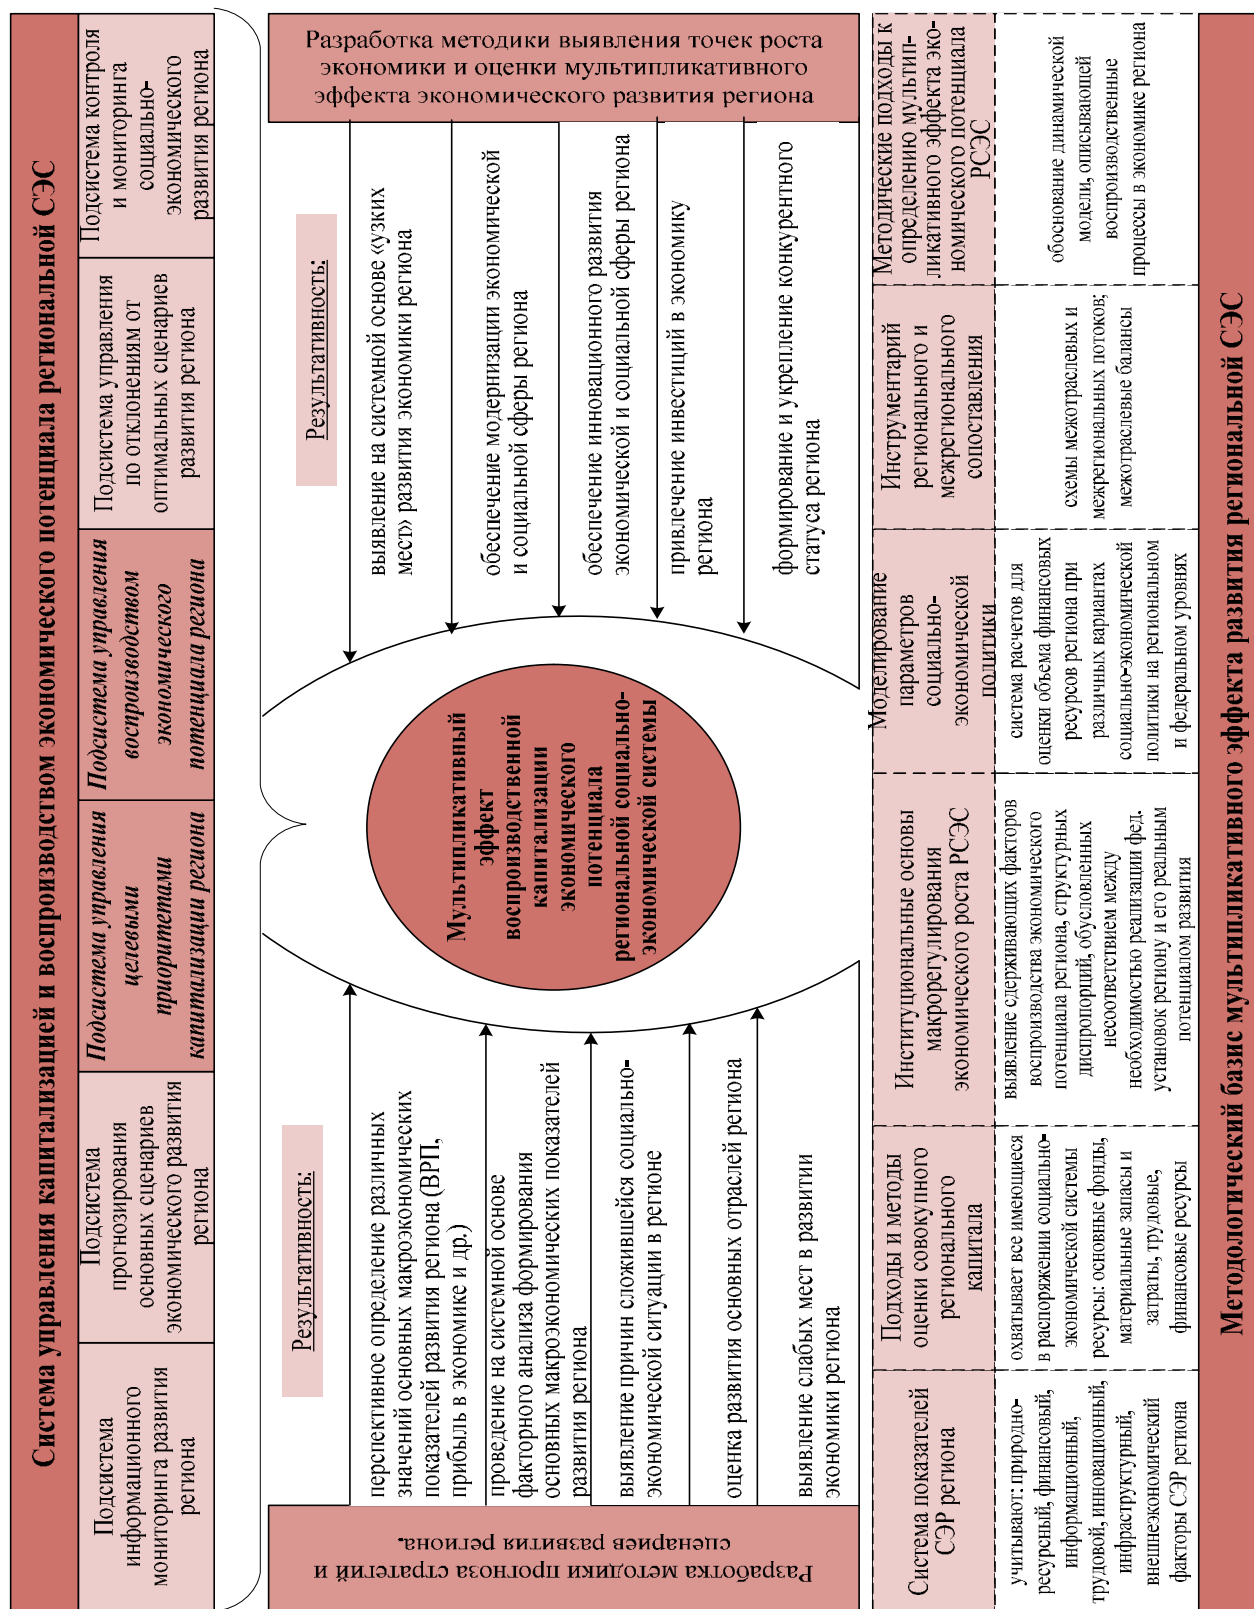 Система управления капитализацией и воспроизводством экономического потенциала региональной СЭС
Подсистема
информационного
мониторинга развития
региона
Подсистема
прогнозирования
основных сценариев
экономического развития
региона
Подсистема управления
целевыми
приоритетами
капитализации региона
Подсистема управления
воспроизводством
экономического
потенциала региона
Подсистема управления
по отклонениям от
оптимальных сценариев
развития региона
Подсистема контроля
и мониторинга
социально-
экономического
развития региона
Разработка методики прогноза стратегий и
сценариев развития региона.
Результативность:
перспективное определение различных
значений основных макроэкономических
показателей развития региона (ВРП,
прибыль в экономике и др.)
проведение на системной основе
факторного анализа формирования
основных макроэкономических показателей
развития региона
выявление причин сложившейся социально-
экономической ситуации в регионе
оценка развития основных отраслей региона
выявление слабых мест в развитии
экономики региона
Мультипликативный
эффект
воспроизводственной
капитализации
экономического
потенциала
региональной социально-
экономической системы
Результативность:
выявление на системной основе «узких
мест» развития экономики региона
обеспечение модернизации экономической
и социальной сферы региона
обеспечение инновационного развития
экономической и социальной сферы региона
привлечение инвестиций в экономику
региона
формирование и укрепление конкурентного
статуса региона
Разработка методики выявления точек роста
экономики и оценки мультипликативного
эффекта экономического развития региона
Система показателей
СЭР региона
Подходы и методы
оценки совокупного
регионального
капитала
Институциональные основы
макрорегулирования
экономического роста РСЭС
Моделирование
параметров
социально-
экономической
политики
Инструментарий
регионального и
межрегионального
сопоставления
Методические подходы к
определению мультип-
ликативного эффекта эко-
номического потенциала
РСЭС
учитывают: природно-
ресурсный, финансовый,
информационный,
трудовой, инновационный,
инфраструктурный,
внешнеэкономический
факторы СЭР региона
охватывает все имеющиеся
в распоряжении социально-
экономической системы
ресурсы: основные фонды,
материальные запасы и
затраты, трудовые,
финансовые ресурсы
выявление сдерживающих факторов
воспроизводства экономического
потенциала региона, структурных
диспропорций, обусловленных
несоответствием между
необходимостью реализации фед.
установок региону и его реальным
потенциалом развития
система расчетов для
оценки объема финансовых
ресурсов региона при
различных вариантах
социально-экономической
политики на региональном
и федеральном уровнях
схемы межотраслевых и
межрегиональных потоков;
межотраслевые балансы
обоснование динамической
модели, описывающей
воспроизводственные
процессы в экономике региона
Методологический базис мультипликативного эффекта развития региональной СЭС